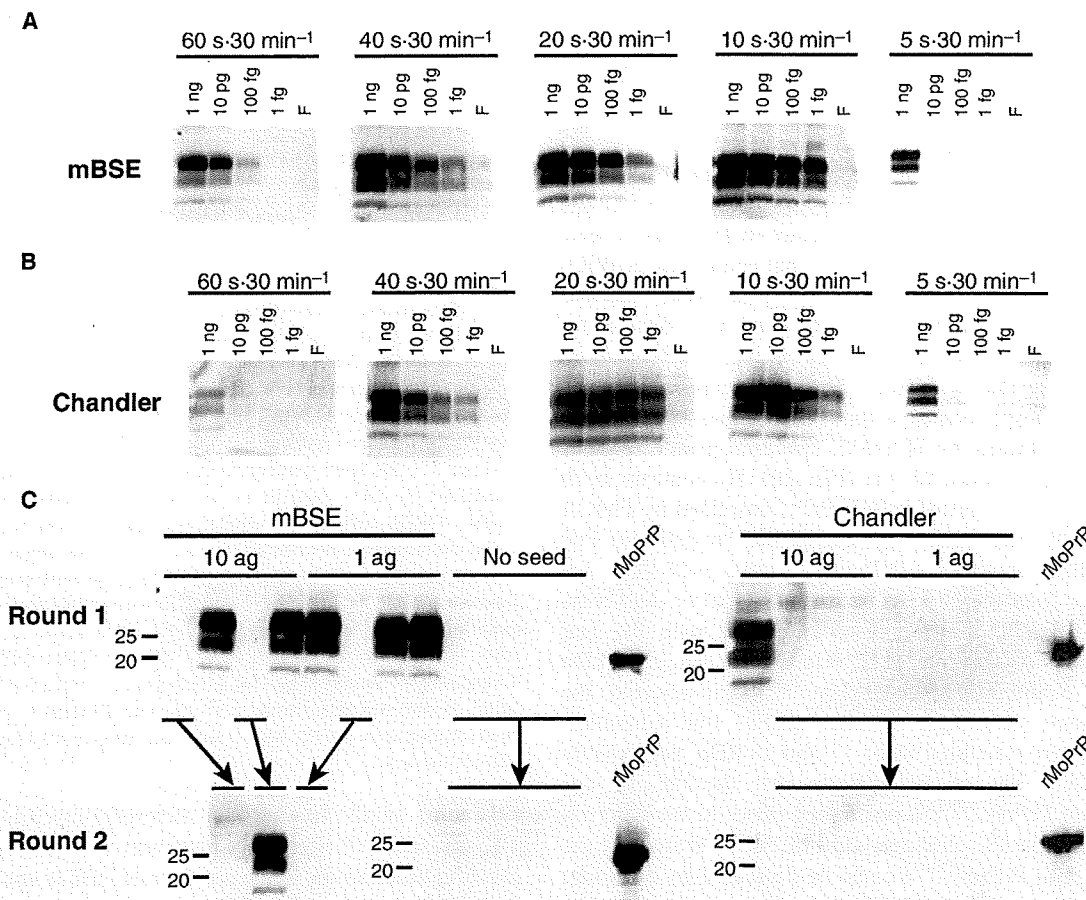 A
60 s·30 min⁻¹ 40 s·30 min⁻¹ 20 s·30 min⁻¹ 10 s·30 min⁻¹ 5 s·30 min⁻¹
1 ng 10 pg 100 fg 1 fg F 1 ng 10 pg 100 fg 1 fg F 1 ng 10 pg 100 fg 1 fg F 1 ng 10 pg 100 fg 1 fg F 1 ng 10 pg 100 fg 1 fg F
mBSE
B
60 s·30 min⁻¹ 40 s·30 min⁻¹ 20 s·30 min⁻¹ 10 s·30 min⁻¹ 5 s·30 min⁻¹
1 ng 10 pg 100 fg 1 fg F 1 ng 10 pg 100 fg 1 fg F 1 ng 10 pg 100 fg 1 fg F 1 ng 10 pg 100 fg 1 fg F 1 ng 10 pg 100 fg 1 fg F
Chandler
C
mBSE Chandler
10 ag 1 ag No seed rMoPrP 10 ag 1 ag rMoPrP
Round 1
25 25
20 20
rMoPrP rMoPrP
Round 2
25 25 25
20 20 20